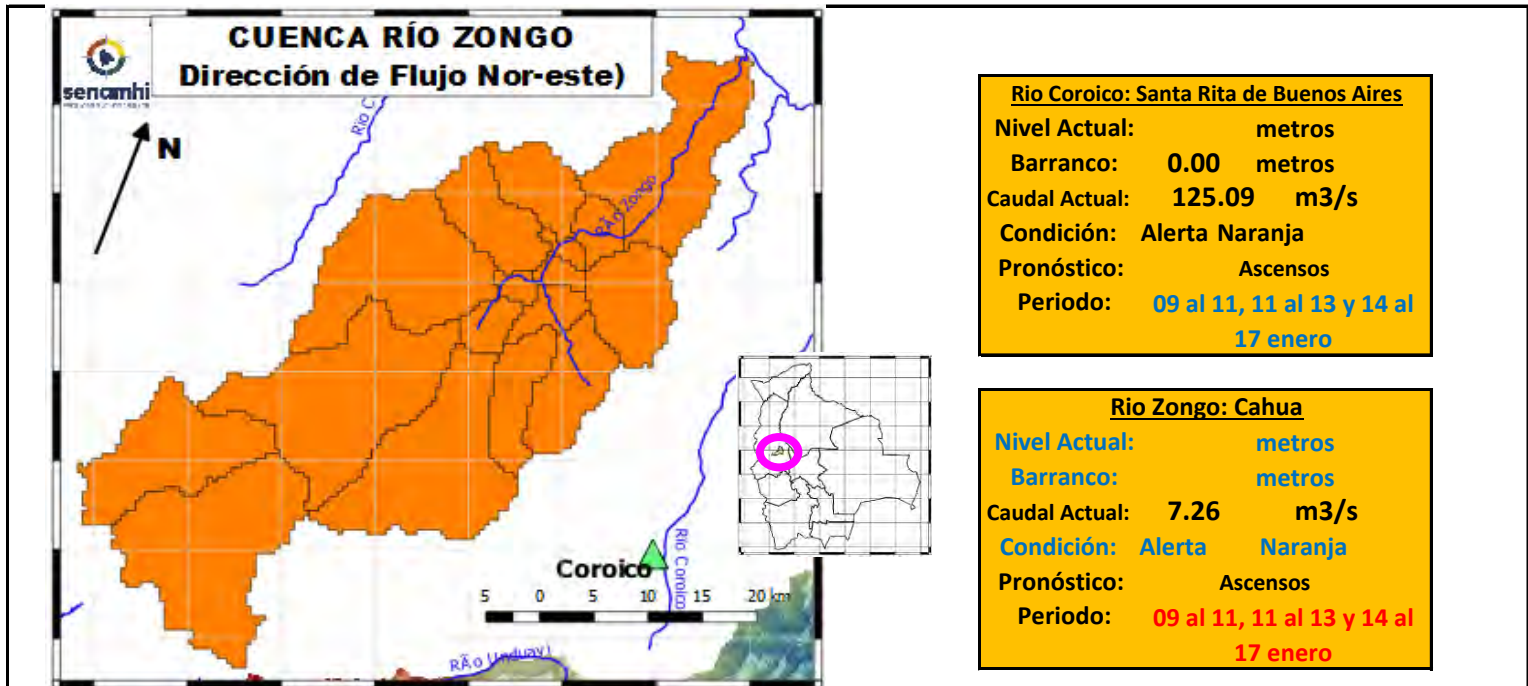 CUENCA RÍO ZONGO
Dirección de Flujo Nor-este)
senamhi
N
Río C
RÃo Zongo
Coroico
Río Coroico
5 0 5 10 15 20 km
RÃo Unduavi
Rio Coroico: Santa Rita de Buenos Aires
Nivel Actual: metros
Barranco: 0.00 metros
Caudal Actual: 125.09 m3/s
Condición: Alerta Naranja
Pronóstico: Ascensos
Periodo: 09 al 11, 11 al 13 y 14 al
17 enero
Rio Zongo: Cahua
Nivel Actual: metros
Barranco: metros
Caudal Actual: 7.26 m3/s
Condición: Alerta Naranja
Pronóstico: Ascensos
Periodo: 09 al 11, 11 al 13 y 14 al
17 enero